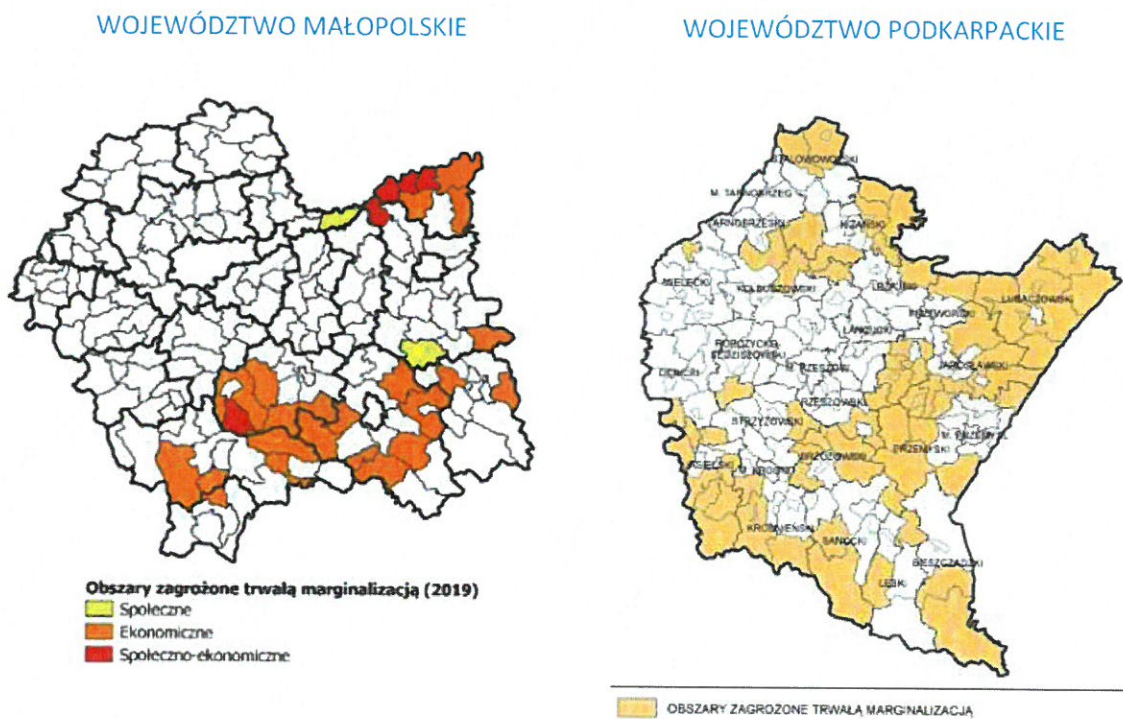 WOJEWÓDZTWO MAŁOPOLSKIE
Obszary zagrożone trwałą marginalizacją (2019)
Społeczne
Ekonomiczne
Społeczno-ekonomiczne
WOJEWÓDZTWO PODKARPACKIE
STALOWOWOLSKI
M. TARNOBRZEG
TARNOBRZESKI
NIŻAŃSKI
MIELECKI
KOLBUSZOWSKI
LEŻAJSKI
LUBACZOWSKI
PRZEWORSKI
ŁAŃCUCKI
ROPCZYCKO-
SĘDZISZOWSKI
M. RZESZÓW
JAROSŁAWSKI
DĘBICKI
RZESZOWSKI
STRZYŻOWSKI
M. PRZEMYŚL
PRZEMYSKI
BRZOZOWSKI
JASIELSKI
M. KROSNO
KROŚNIEŃSKI
SANOCKI
BIESZCZADZKI
LESKI
OBSZARY ZAGROŻONE TRWAŁĄ MARGINALIZACJĄ